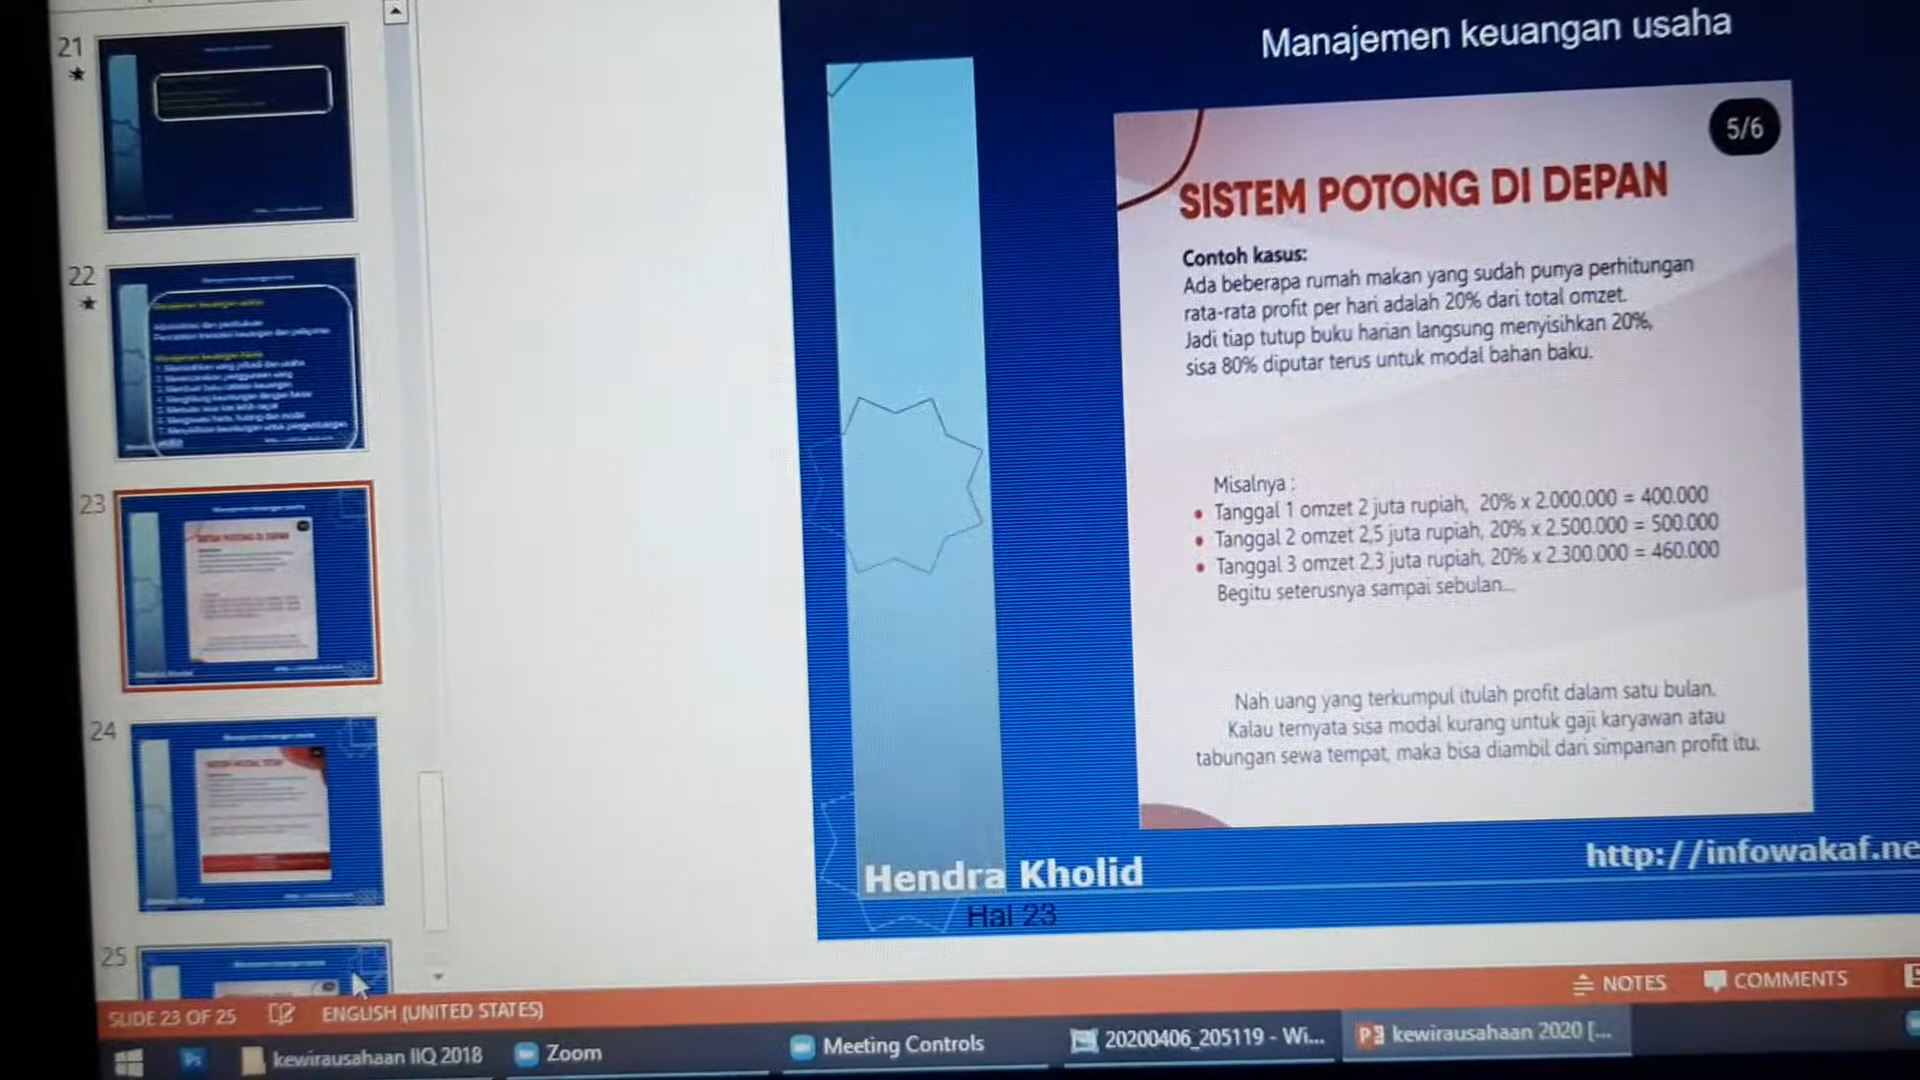 21
22
23
24
25
Manajemen keuangan usaha
5/6
SISTEM POTONG DI DEPAN
Contoh kasus:
Ada beberapa rumah makan yang sudah punya perhitungan
rata-rata profit per hari adalah 20% dari total omzet.
Jadi tiap tutup buku harian langsung menyisihkan 20%,
sisa 80% diputar terus untuk modal bahan baku.
Misalnya :
Tanggal 1 omzet 2 juta rupiah, 20% x 2.000.000 = 400.000
Tanggal 2 omzet 2,5 juta rupiah, 20% x 2.500.000 = 500.000
Tanggal 3 omzet 2,3 juta rupiah, 20% x 2.300.000 = 460.000
Begitu seterusnya sampai sebulan...
Nah uang yang terkumpul itulah profit dalam satu bulan.
Kalau ternyata sisa modal kurang untuk gaji karyawan atau
tabungan sewa tempat, maka bisa diambil dari simpanan profit itu.
Hendra Kholid
http://infowakaf.ne
Hal 23
SLIDE 23 OF 25
ENGLISH (UNITED STATES)
NOTES
COMMENTS
Ps
kewirausahaan IIQ 2018
Zoom
Meeting Controls
20200406_205119 - Wi...
kewirausahaan 2020 [...